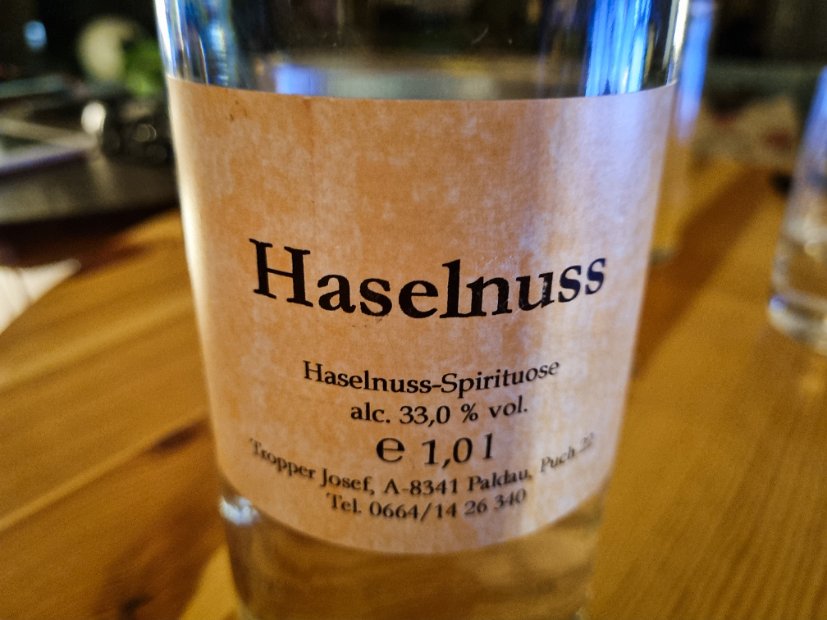 Haselnuss
Haselnuss-Spirituose
alc. 33,0 % vol.
℮ 1,0 l
Tropper Josef, A-8341 Paldau, Puch 22
Tel. 0664/14 26 340